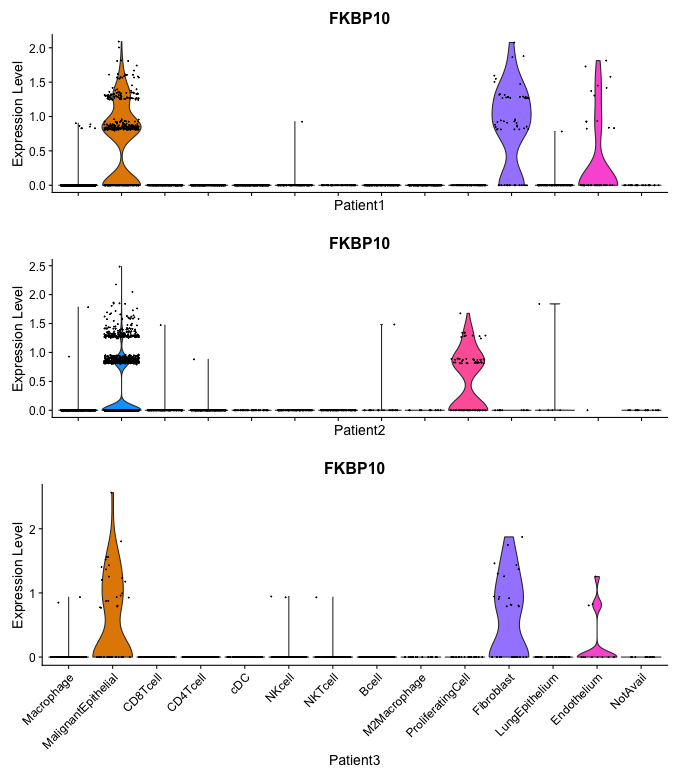 FKBP10
Expression Level
2.0
1.5
1.0
0.5
0.0
Patient1
FKBP10
Expression Level
2.5
2.0
1.5
1.0
0.5
0.0
Patient2
FKBP10
Expression Level
2
1
0
Macrophage
MalignantEpithelial
CD8Tcell
CD4Tcell
cDC
NKcell
NKTcell
Bcell
M2Macrophage
ProliferatingCell
Fibroblast
LungEpithelium
Endothelium
NotAvail
Patient3